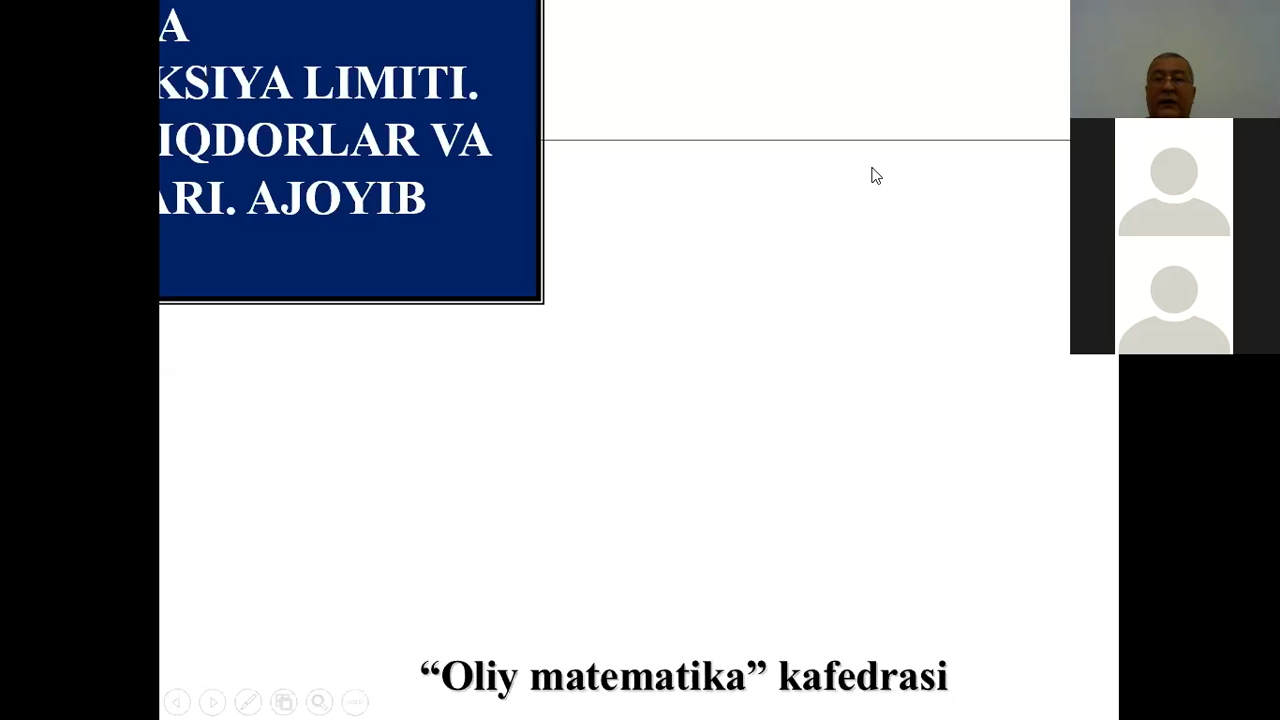 A
KSIYA LIMITI.
IQDORLAR VA
ARI. AJOYIB
“Oliy matematika” kafedrasi